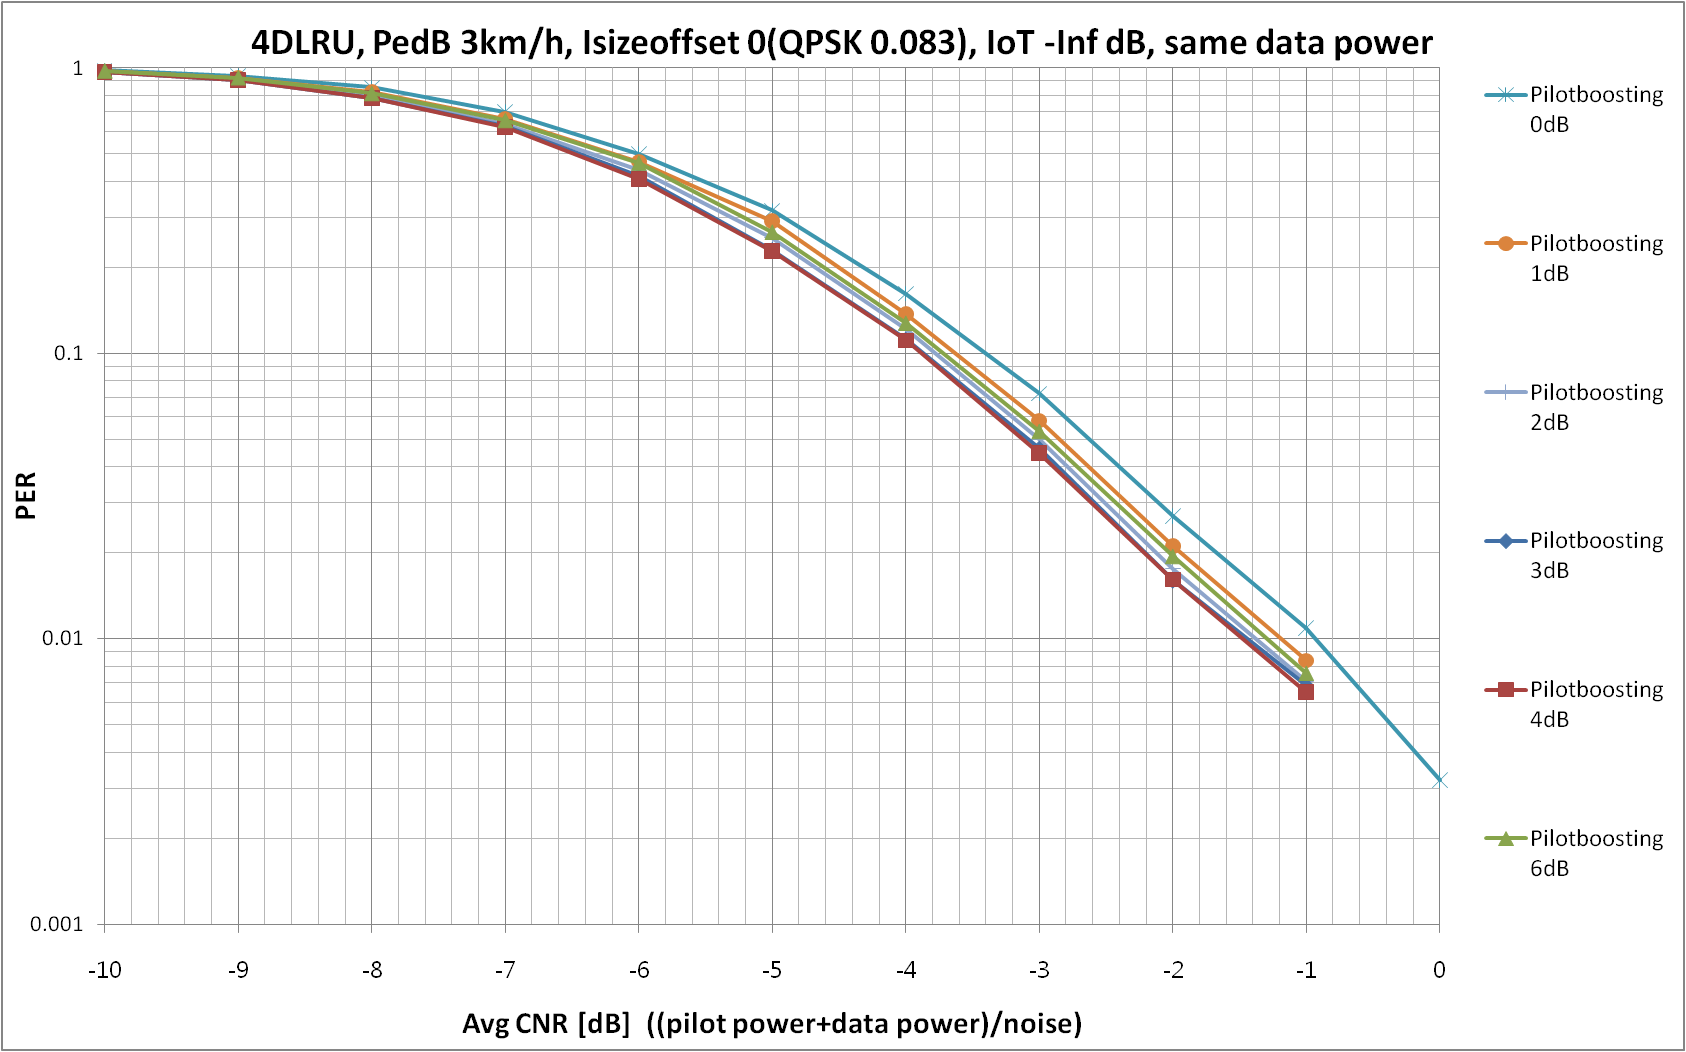 4DLRU, PedB 3km/h, Isizeoffset 0(QPSK 0.083), IoT -Inf dB, same data power
1
0.1
0.01
0.001
PER
-10 -9 -8 -7 -6 -5 -4 -3 -2 -1 0
Avg CNR [dB] ((pilot power+data power)/noise)
Pilotboosting
0dB
Pilotboosting
1dB
Pilotboosting
2dB
Pilotboosting
3dB
Pilotboosting
4dB
Pilotboosting
6dB